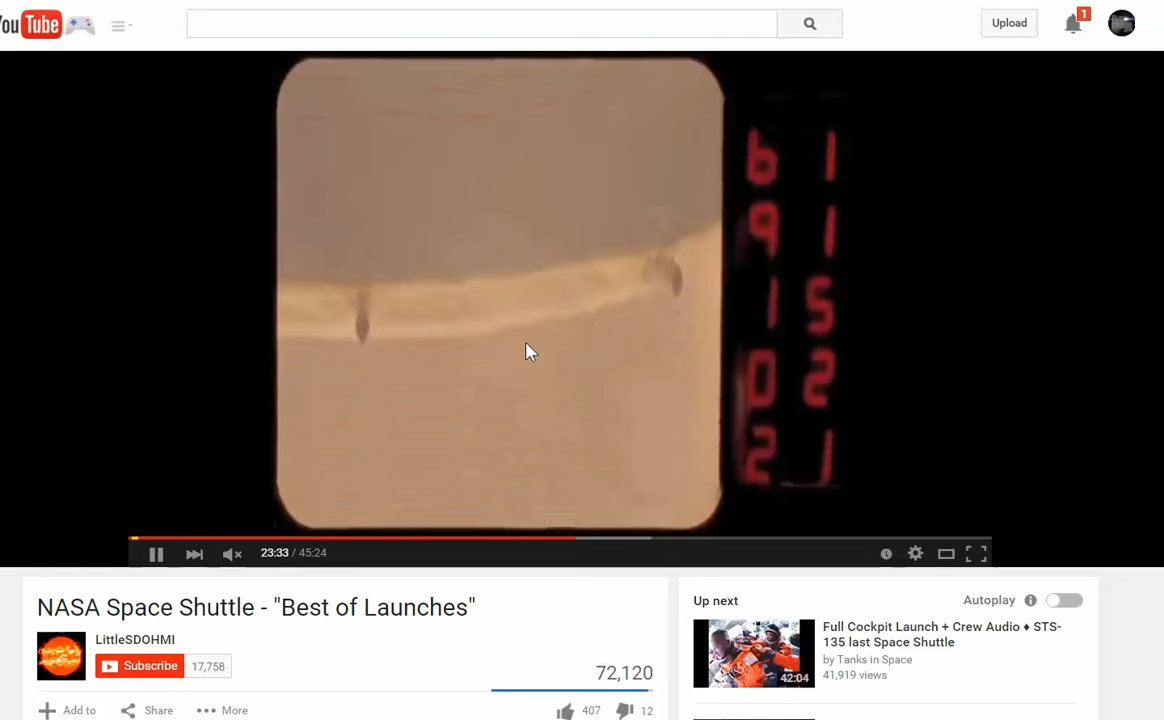 You Tube
Upload
1
6 1
9 1
1 5
0 2
2 1
23:33 / 45:24
NASA Space Shuttle - "Best of Launches"
LittleSDOHMI
Subscribe 17,758
72,120
Add to Share More 407 12
Up next
Autoplay
Full Cockpit Launch + Crew Audio ♦ STS-
135 last Space Shuttle
by Tanks in Space
41,919 views
42:04